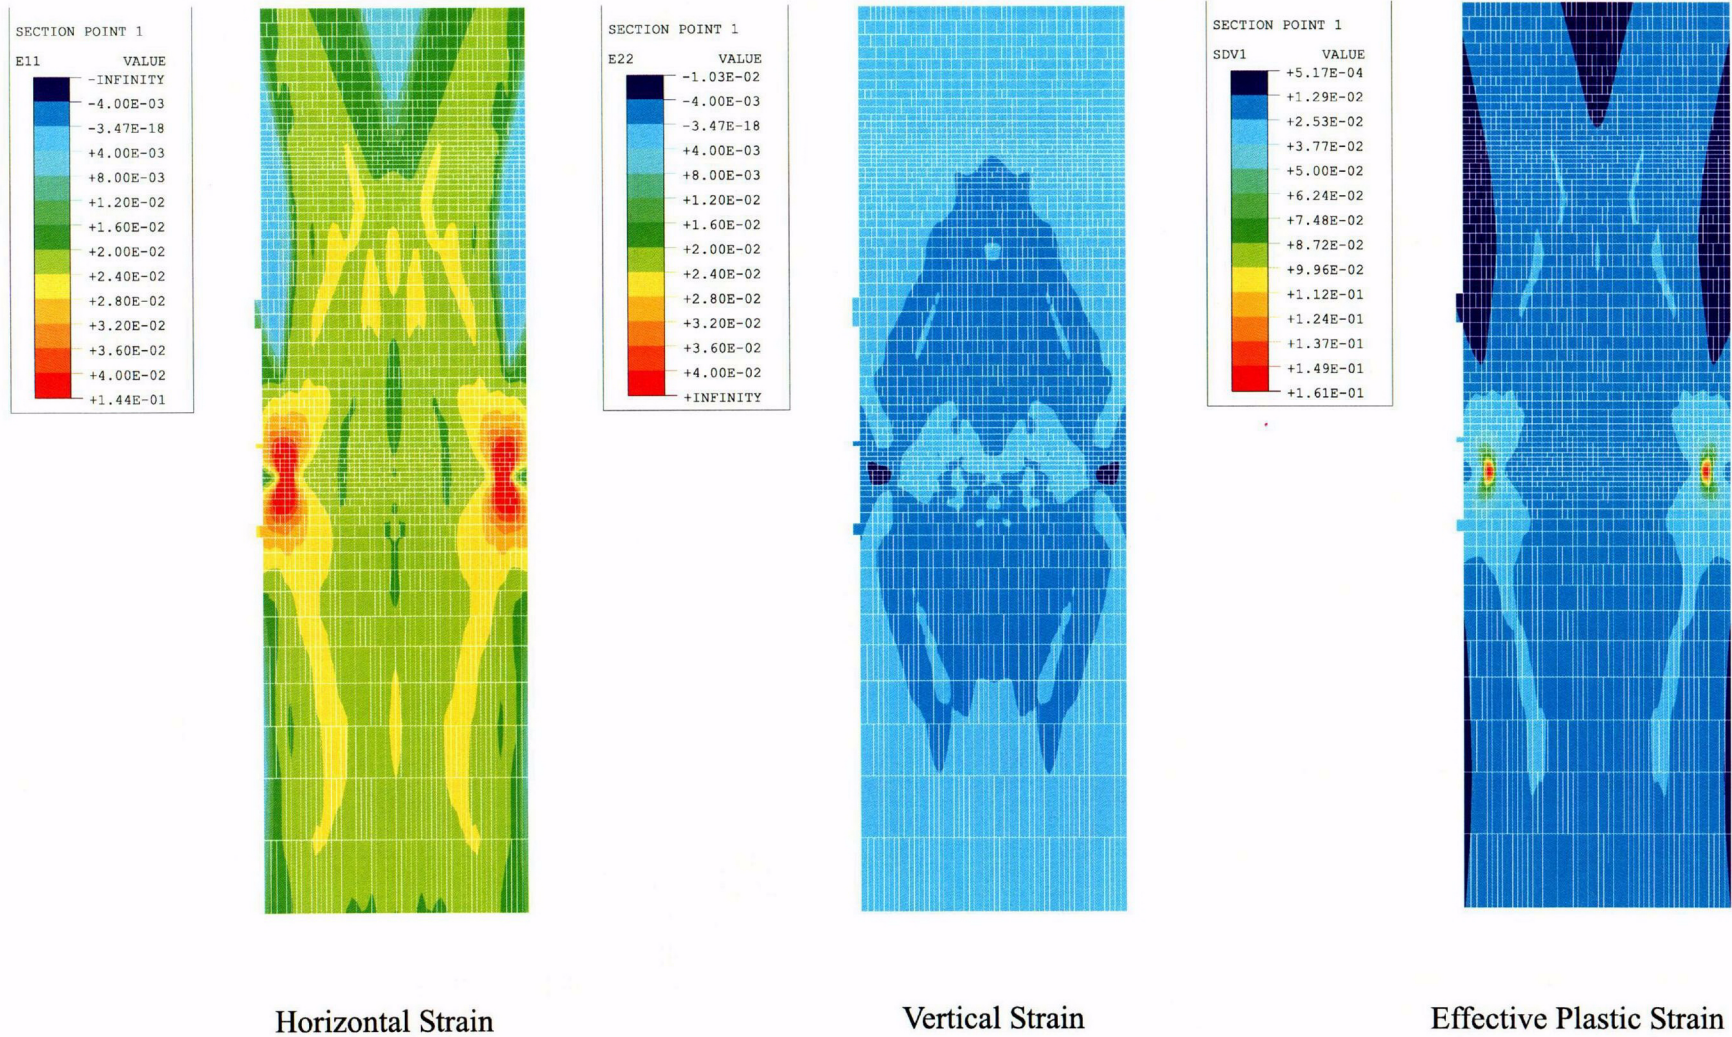 SECTION POINT 1
E11 VALUE
-INFINITY
-4.00E-03
-3.47E-18
+4.00E-03
+8.00E-03
+1.20E-02
+1.60E-02
+2.00E-02
+2.40E-02
+2.80E-02
+3.20E-02
+3.60E-02
+4.00E-02
+1.44E-01
SECTION POINT 1
E22 VALUE
-1.03E-02
-4.00E-03
-3.47E-18
+4.00E-03
+8.00E-03
+1.20E-02
+1.60E-02
+2.00E-02
+2.40E-02
+2.80E-02
+3.20E-02
+3.60E-02
+4.00E-02
+INFINITY
SECTION POINT 1
SDV1 VALUE
+5.17E-04
+1.29E-02
+2.53E-02
+3.77E-02
+5.00E-02
+6.24E-02
+7.48E-02
+8.72E-02
+9.96E-02
+1.12E-01
+1.24E-01
+1.37E-01
+1.49E-01
+1.61E-01
Horizontal Strain
Vertical Strain
Effective Plastic Strain